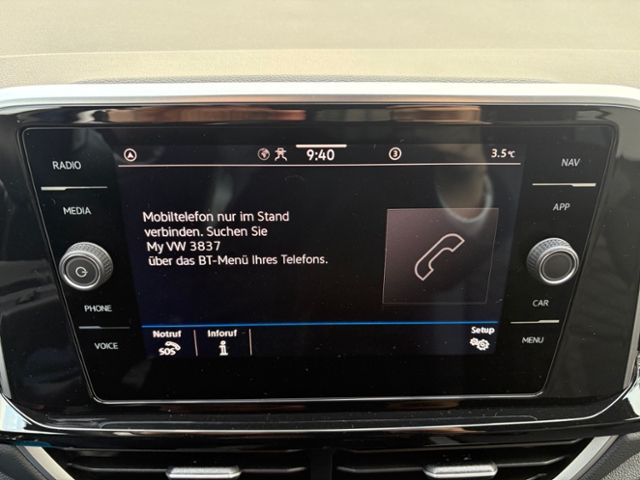 RADIO
MEDIA
PHONE
VOICE
9:40
3
3.5°C
Mobiltelefon nur im Stand
verbinden. Suchen Sie
My VW 3837
über das BT-Menü Ihres Telefons.
Notruf
SOS
Inforuf
i
Setup
NAV
APP
CAR
MENU